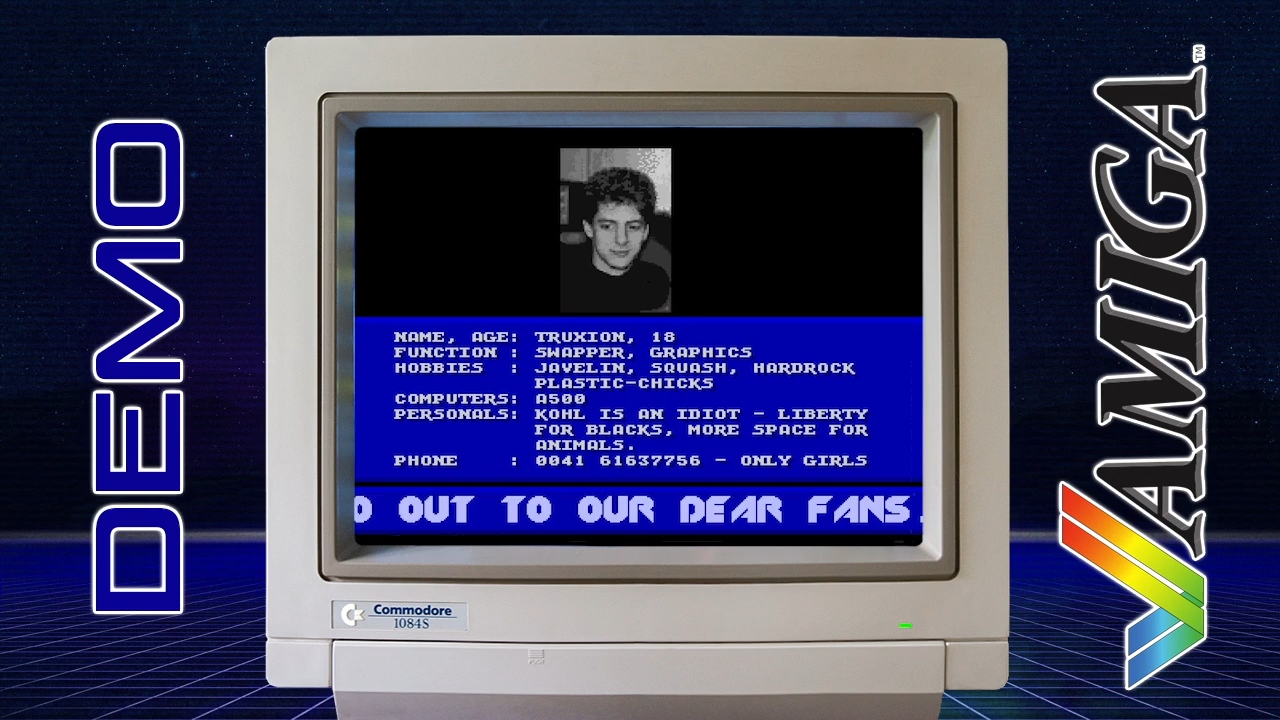 DEMO
NAME, AGE: TRUXION, 18
FUNCTION : SWAPPER, GRAPHICS
HOBBIES : JAVELIN, SQUASH, HARDROCK
PLASTIC-CHICKS
COMPUTERS: A500
PERSONALS: KOHL IS AN IDIOT - LIBERTY
FOR BLACKS, MORE SPACE FOR
ANIMALS.
PHONE : 0041 61637756 - ONLY GIRLS
O OUT TO OUR DEAR FANS.
Commodore
1084S
AMIGA™